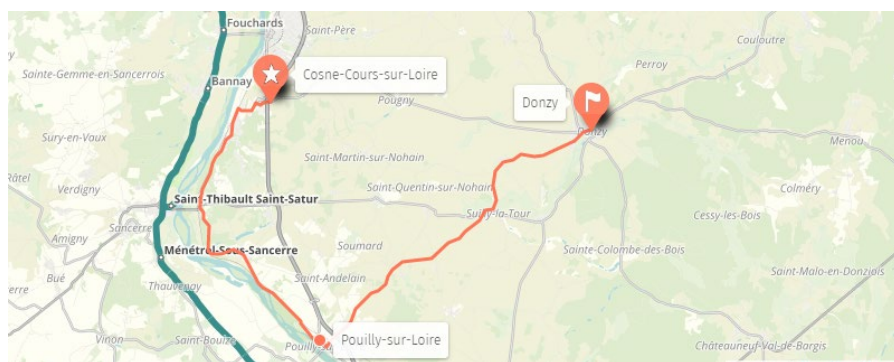 Fouchards
Saint-Père
Couloutre
Sainte-Gemme-en-Sancerrois
Bannay
Cosne-Cours-sur-Loire
Perroy
Donzy
Pougny
Donzy
Sury-en-Vaux
Menou
Saint-Martin-sur-Nohain
Râtel
Verdigny
Saint-Quentin-sur-Nohain
Colméry
Saint-Thibault Saint-Satur
Suilly-la-Tour
Cessy-les-Bois
Sancerre
Amigny
Ménétrol-Sous-Sancerre
Soumard
Sainte-Colombe-des-Bois
Bué
Saint-Andelain
Saint-Malo-en-Donziois
Thauvenay
Vinon
Saint-Bouize
Pouilly-sur-Loire
Châteauneuf-Val-de-Bargis